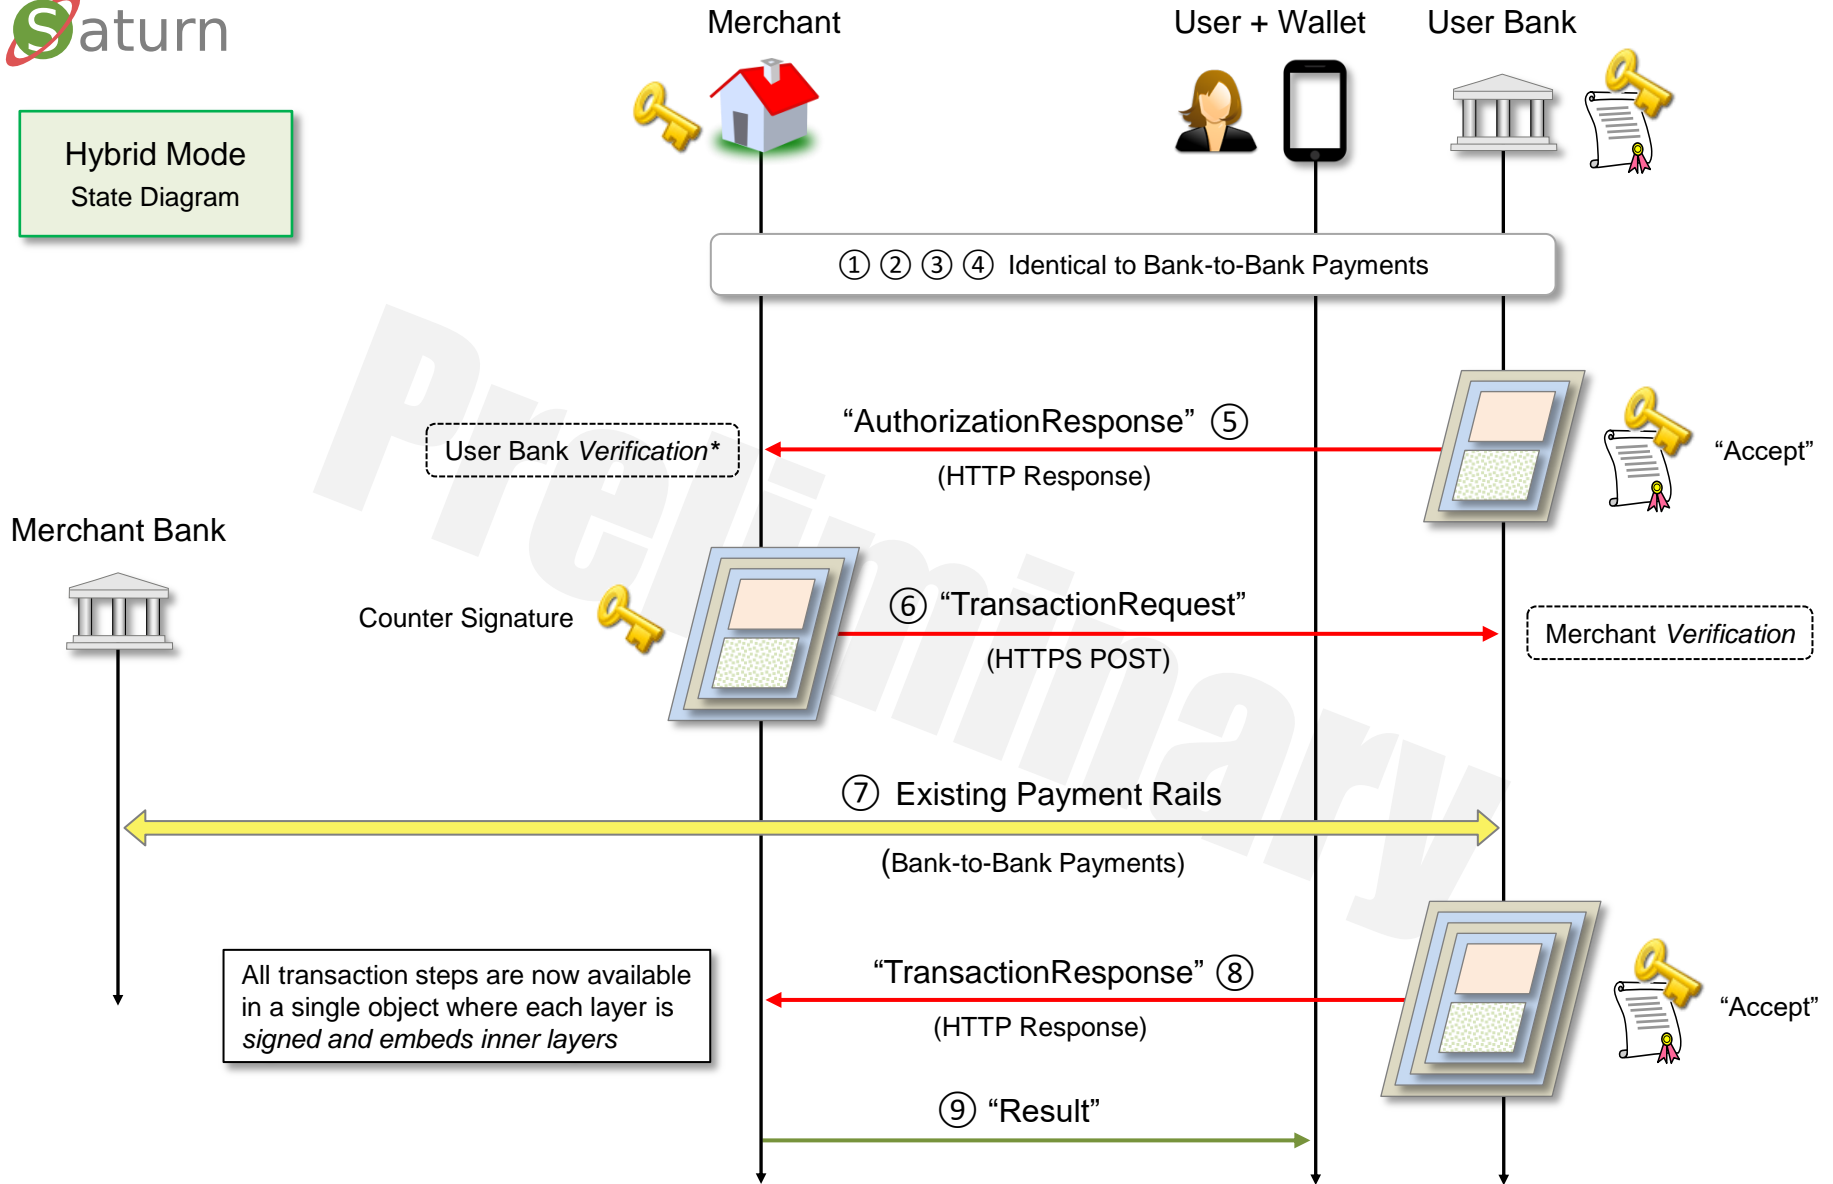 Saturn
Merchant
User + Wallet
User Bank
Hybrid Mode
State Diagram
① ② ③ ④ Identical to Bank-to-Bank Payments
“AuthorizationResponse” ⑤
(HTTP Response)
User Bank Verification*
“Accept”
Merchant Bank
Counter Signature
⑥ “TransactionRequest”
(HTTPS POST)
Merchant Verification
⑦ Existing Payment Rails
(Bank-to-Bank Payments)
All transaction steps are now available
in a single object where each layer is
signed and embeds inner layers
“TransactionResponse” ⑧
(HTTP Response)
“Accept”
⑨ “Result”
Preliminary